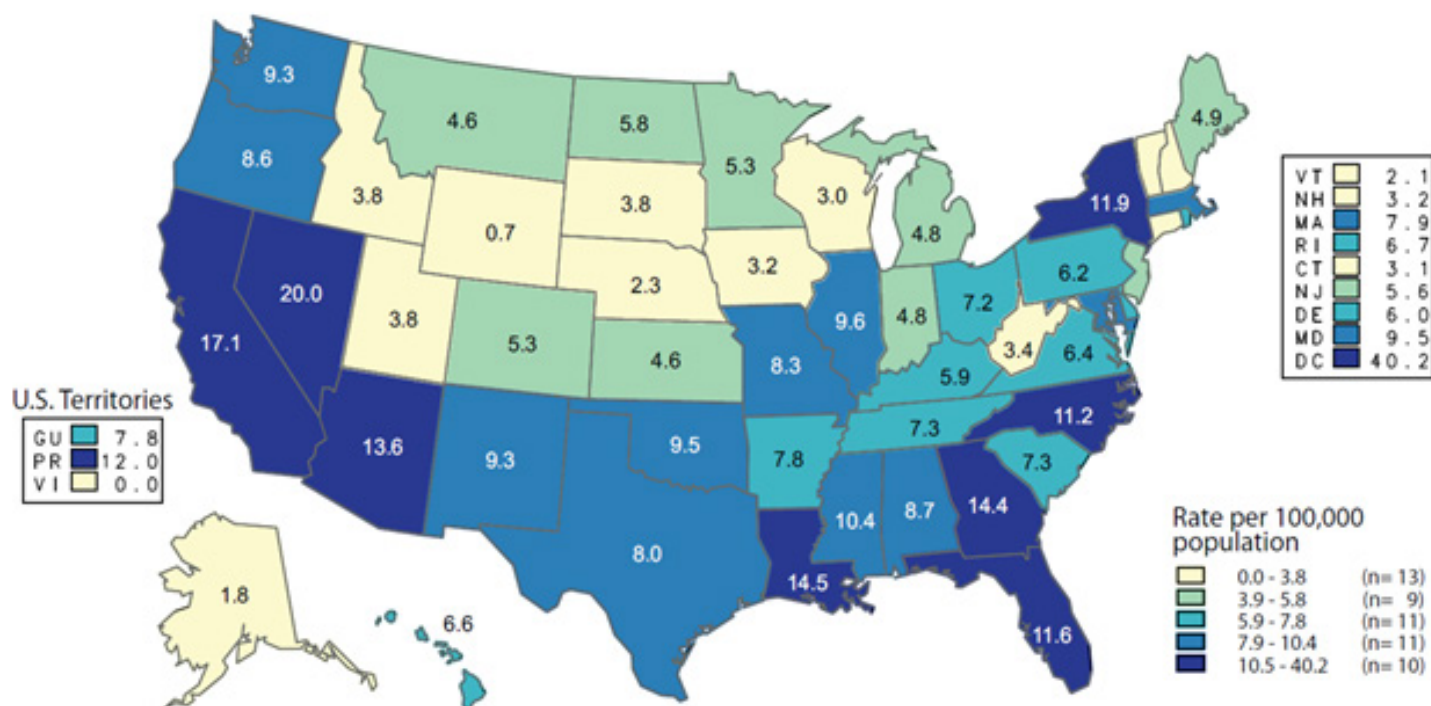 9.3
4.6
5.8
4.9
8.6
5.3
3.8
3.8
3.0
11.9
0.7
4.8
3.2
6.2
20.0
2.3
7.2
3.8
9.6
4.8
17.1
5.3
3.4
6.4
4.6
8.3
5.9
11.2
7.3
13.6
9.3
9.5
7.8
7.3
14.4
10.4
8.7
8.0
14.5
11.6
1.8
6.6
VT 2.1
NH 3.2
MA 7.9
RI 6.7
CT 3.1
NJ 5.6
DE 6.0
MD 9.5
DC 40.2
U.S. Territories
GU 7.8
PR 12.0
VI 0.0
Rate per 100,000
population
0.0 - 3.8 (n= 13)
3.9 - 5.8 (n= 9)
5.9 - 7.8 (n= 11)
7.9 - 10.4 (n= 11)
10.5 - 40.2 (n= 10)